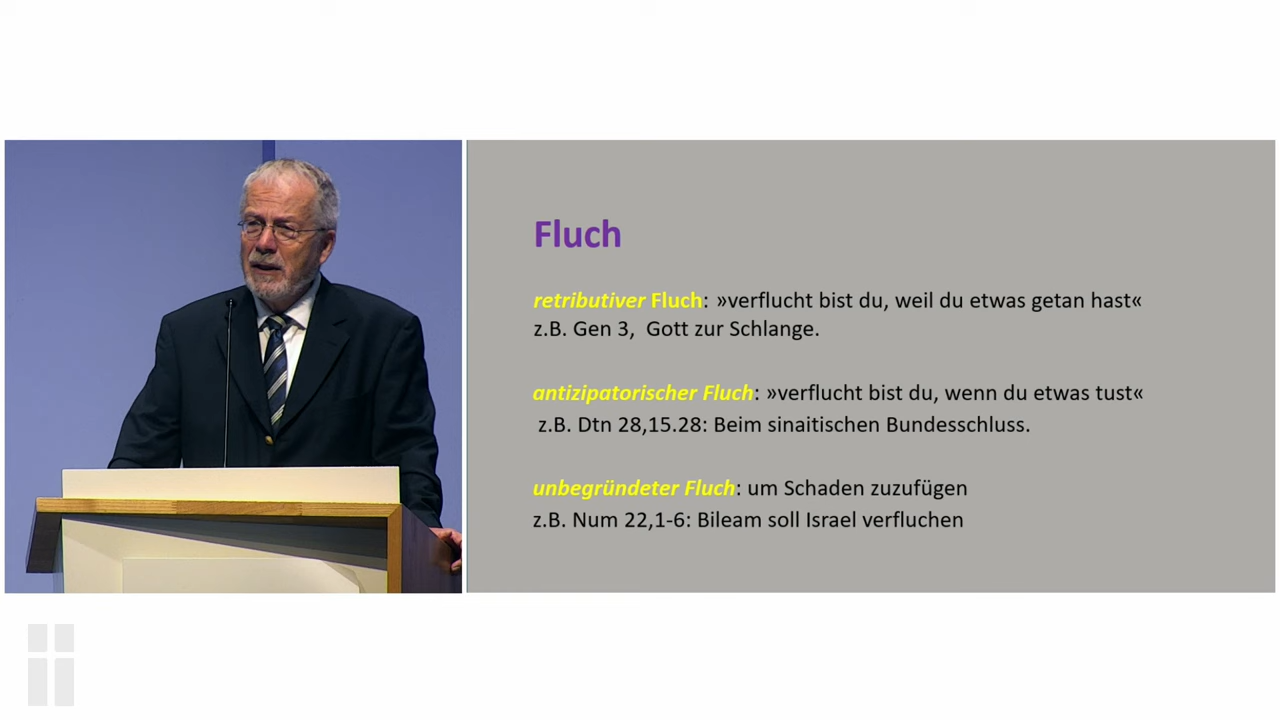 Fluch
retributiver Fluch: »verflucht bist du, weil du etwas getan hast«
z.B. Gen 3, Gott zur Schlange.
antizipatorischer Fluch: »verflucht bist du, wenn du etwas tust«
z.B. Dtn 28,15.28: Beim sinaitischen Bundesschluss.
unbegründeter Fluch: um Schaden zuzufügen
z.B. Num 22,1-6: Bileam soll Israel verfluchen